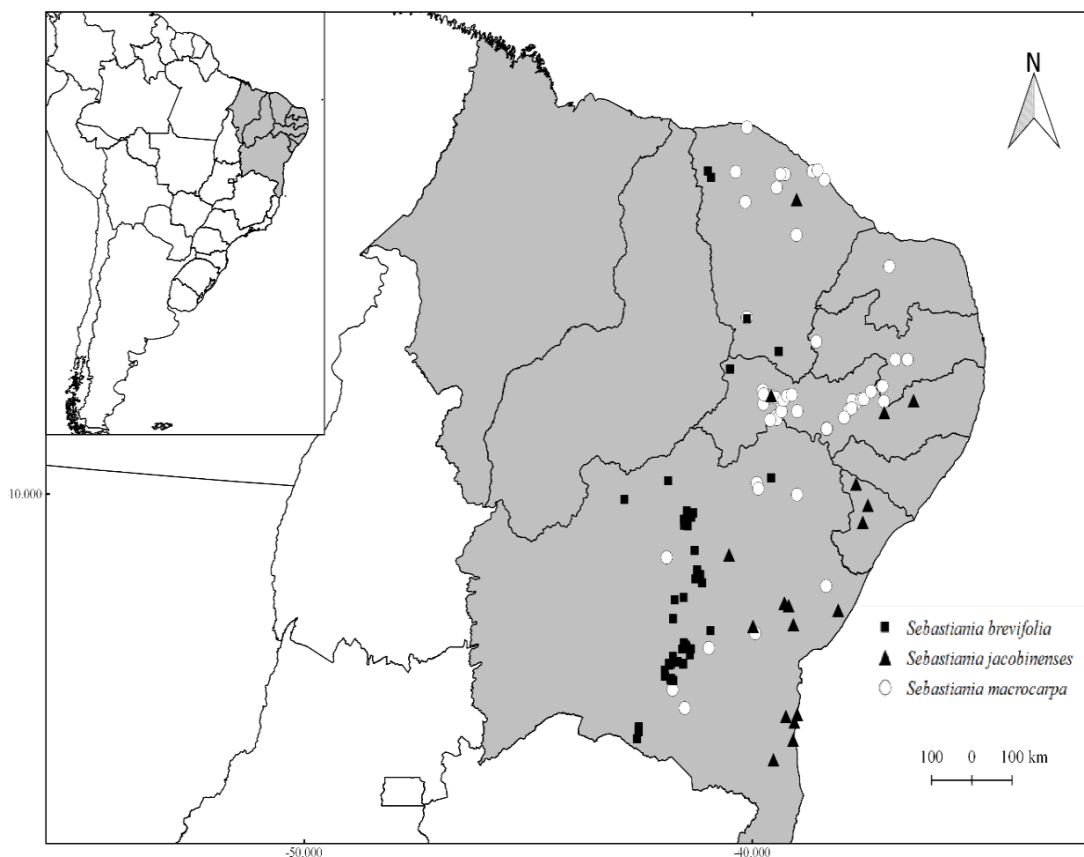 N
10.000
Sebastiania brevifolia
Sebastiania jacobinenses
Sebastiania macrocarpa
100 0 100 km
-50.000 -40.000